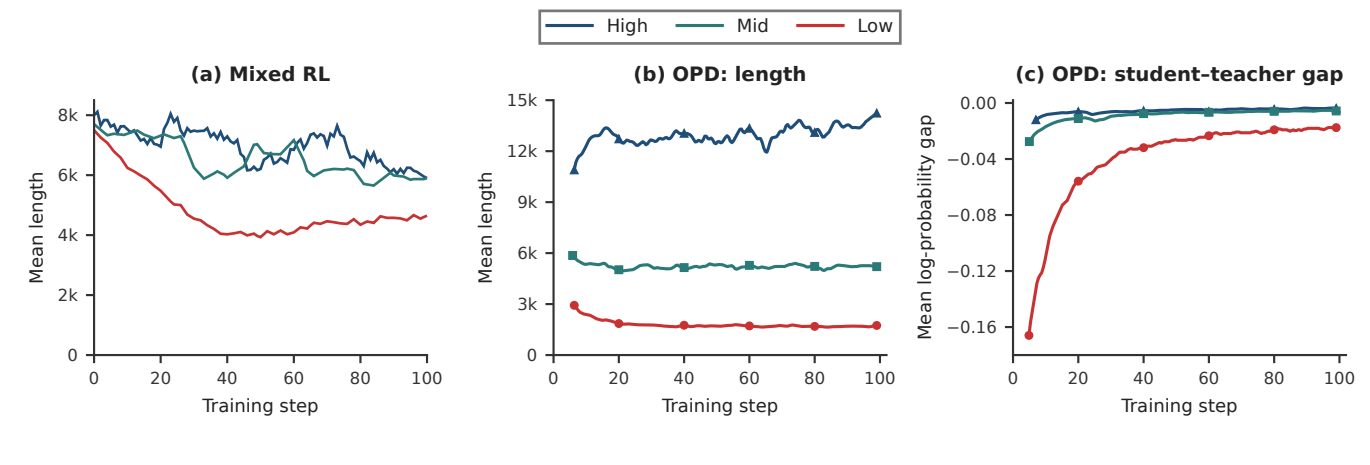 High Mid Low
(a) Mixed RL
Mean length
8k
6k
4k
2k
0
0 20 40 60 80 100
Training step
(b) OPD: length
Mean length
15k
12k
9k
6k
3k
0
0 20 40 60 80 100
Training step
(c) OPD: student–teacher gap
Mean log-probability gap
0.00
−0.04
−0.08
−0.12
−0.16
0 20 40 60 80 100
Training step